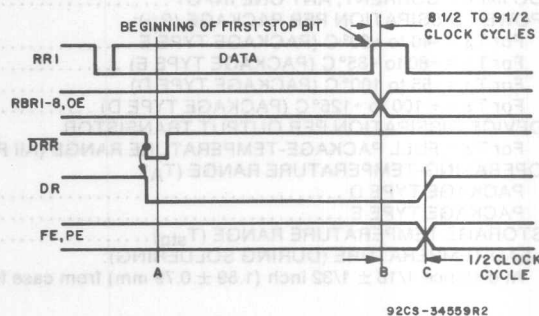 BEGINNING OF FIRST STOP BIT
8 1/2 TO 9 1/2
CLOCK CYCLES
RRI
DATA
RBRI-8,OE
DRR
DR
FE,PE
A
B
C
1/2 CLOCK
CYCLE
92CS-34559R2